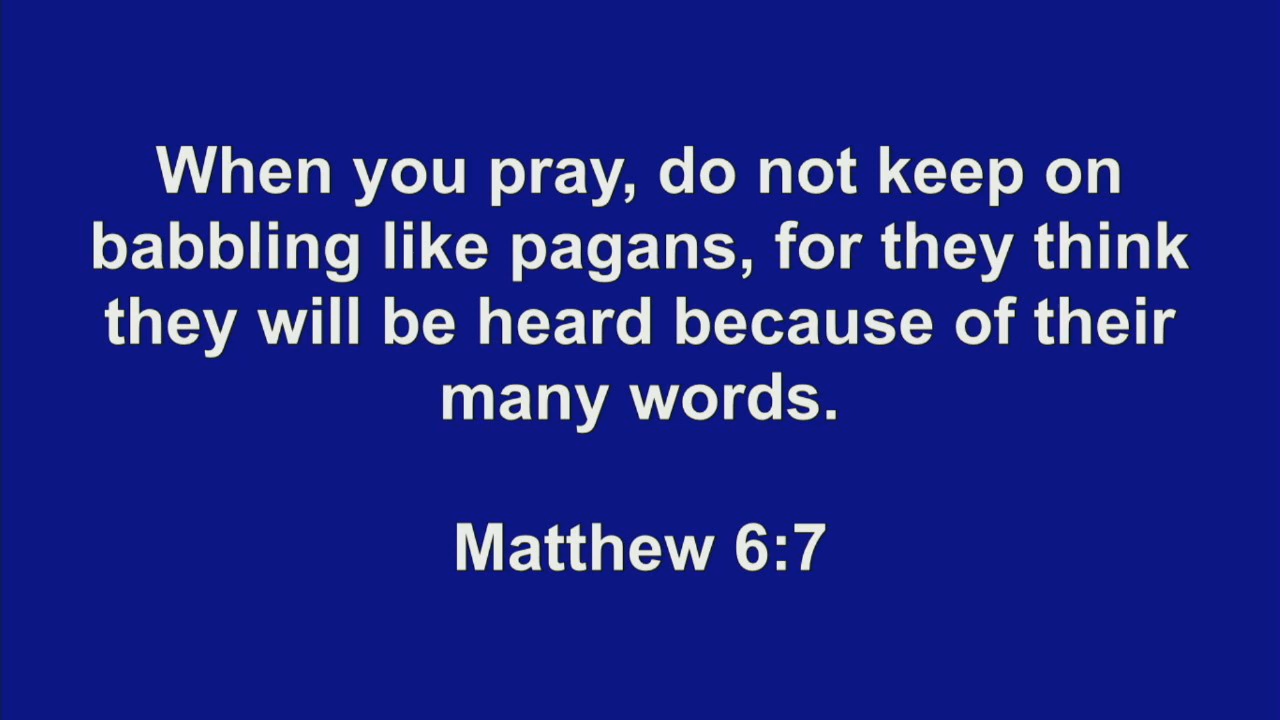 When you pray, do not keep on
babbling like pagans, for they think
they will be heard because of their
many words.
Matthew 6:7